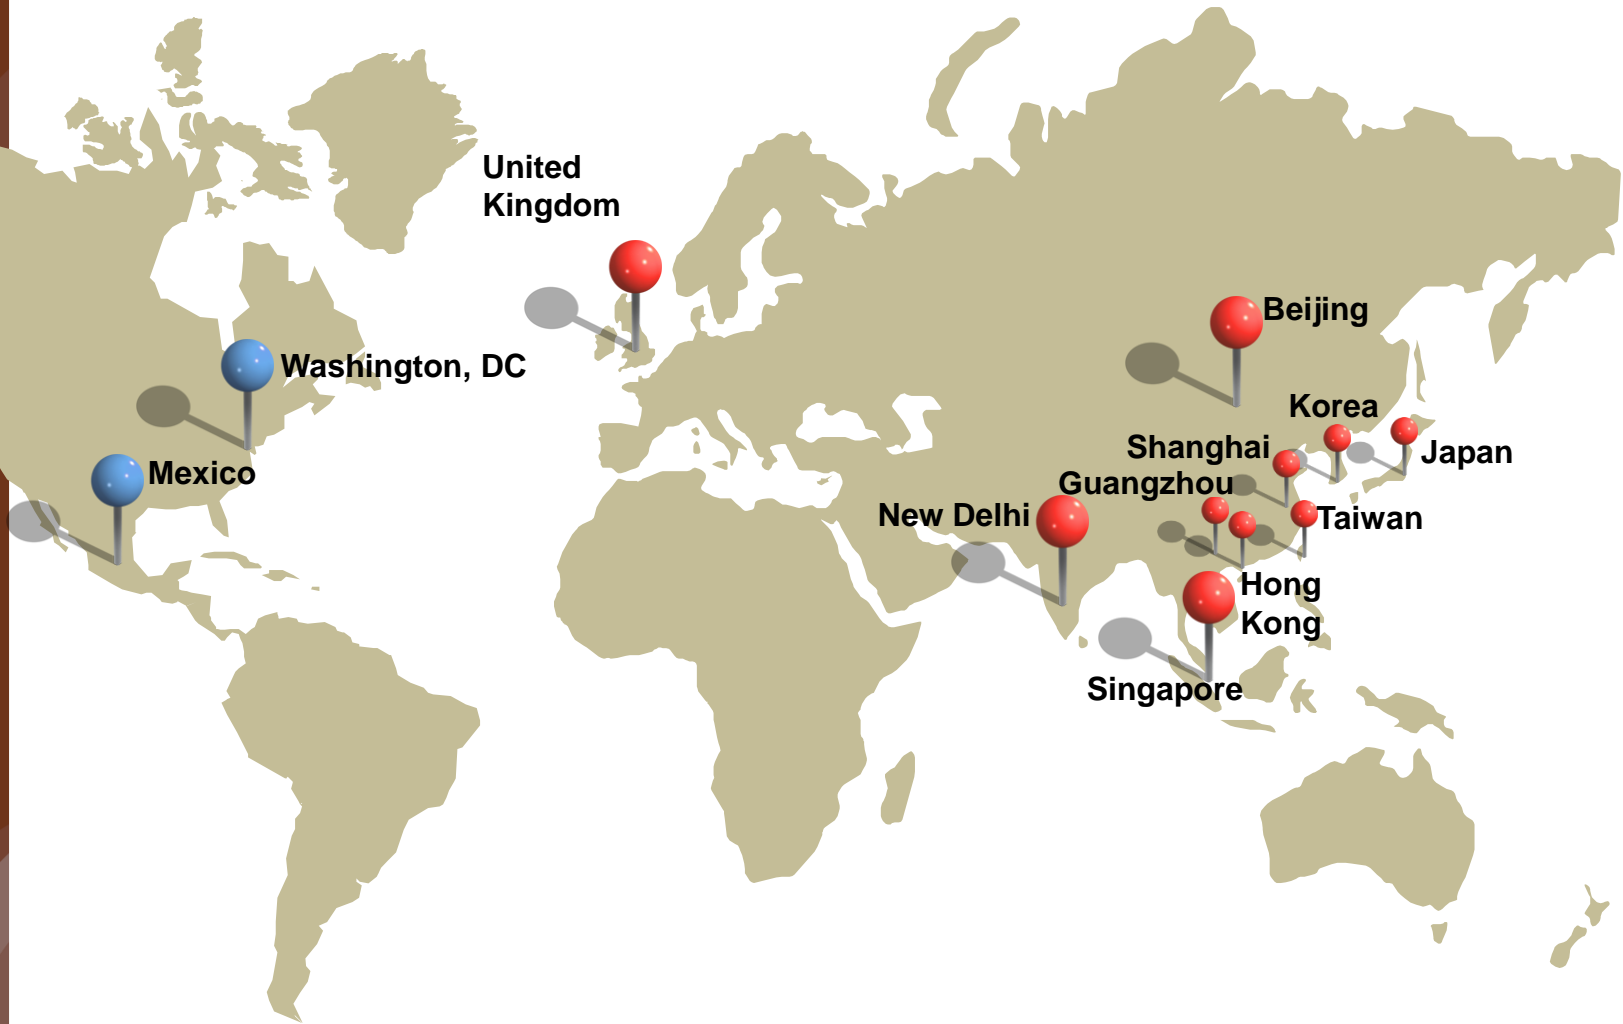 United
Kingdom
Beijing
Washington, DC
Korea
Shanghai
Japan
Mexico
Guangzhou
New Delhi
Taiwan
Hong
Kong
Singapore